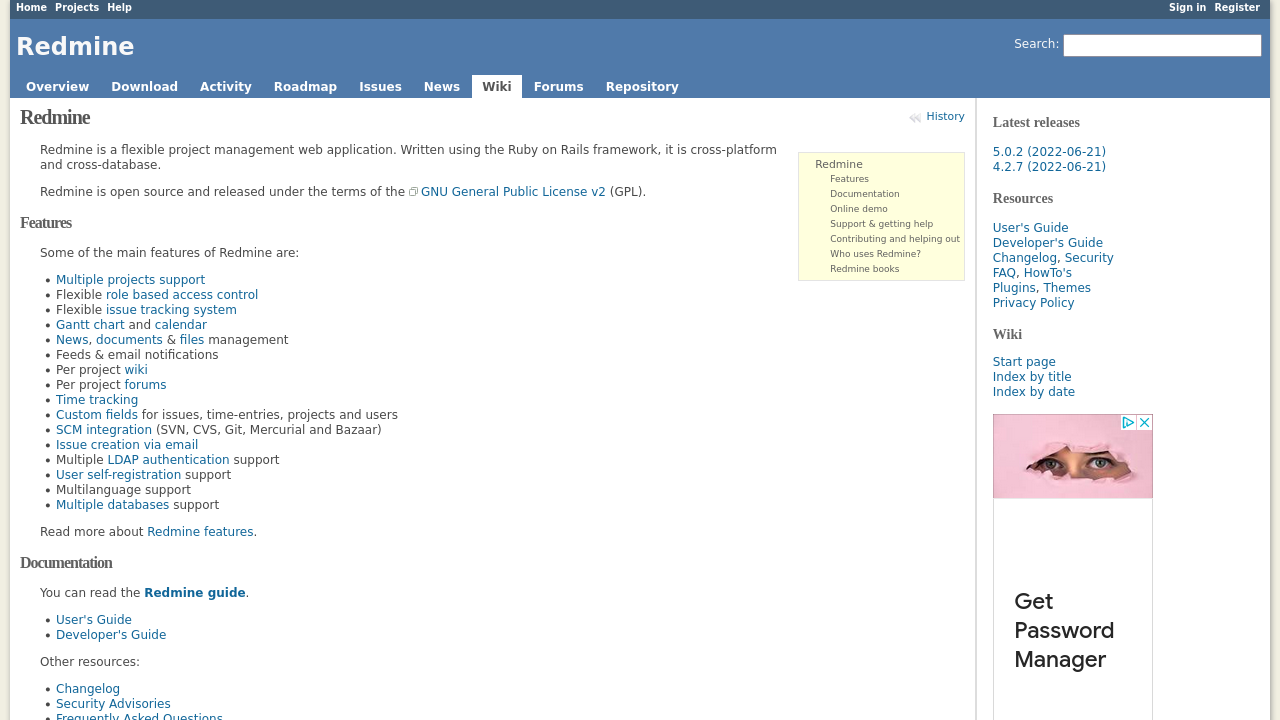 Home Projects Help Sign in Register
Redmine
Search:
Overview Download Activity Roadmap Issues News Wiki Forums Repository
Redmine
History
Redmine is a flexible project management web application. Written using the Ruby on Rails framework, it is cross-platform
and cross-database.
Redmine is open source and released under the terms of the GNU General Public License v2 (GPL).
Redmine
Features
Documentation
Online demo
Support & getting help
Contributing and helping out
Who uses Redmine?
Redmine books
Features
Some of the main features of Redmine are:
Multiple projects support
Flexible role based access control
Flexible issue tracking system
Gantt chart and calendar
News, documents & files management
Feeds & email notifications
Per project wiki
Per project forums
Time tracking
Custom fields for issues, time-entries, projects and users
SCM integration (SVN, CVS, Git, Mercurial and Bazaar)
Issue creation via email
Multiple LDAP authentication support
User self-registration support
Multilanguage support
Multiple databases support
Read more about Redmine features.
Documentation
You can read the Redmine guide.
User's Guide
Developer's Guide
Other resources:
Changelog
Security Advisories
Frequently Asked Questions
Latest releases
5.0.2 (2022-06-21)
4.2.7 (2022-06-21)
Resources
User's Guide
Developer's Guide
Changelog, Security
FAQ, HowTo's
Plugins, Themes
Privacy Policy
Wiki
Start page
Index by title
Index by date
Get
Password
Manager